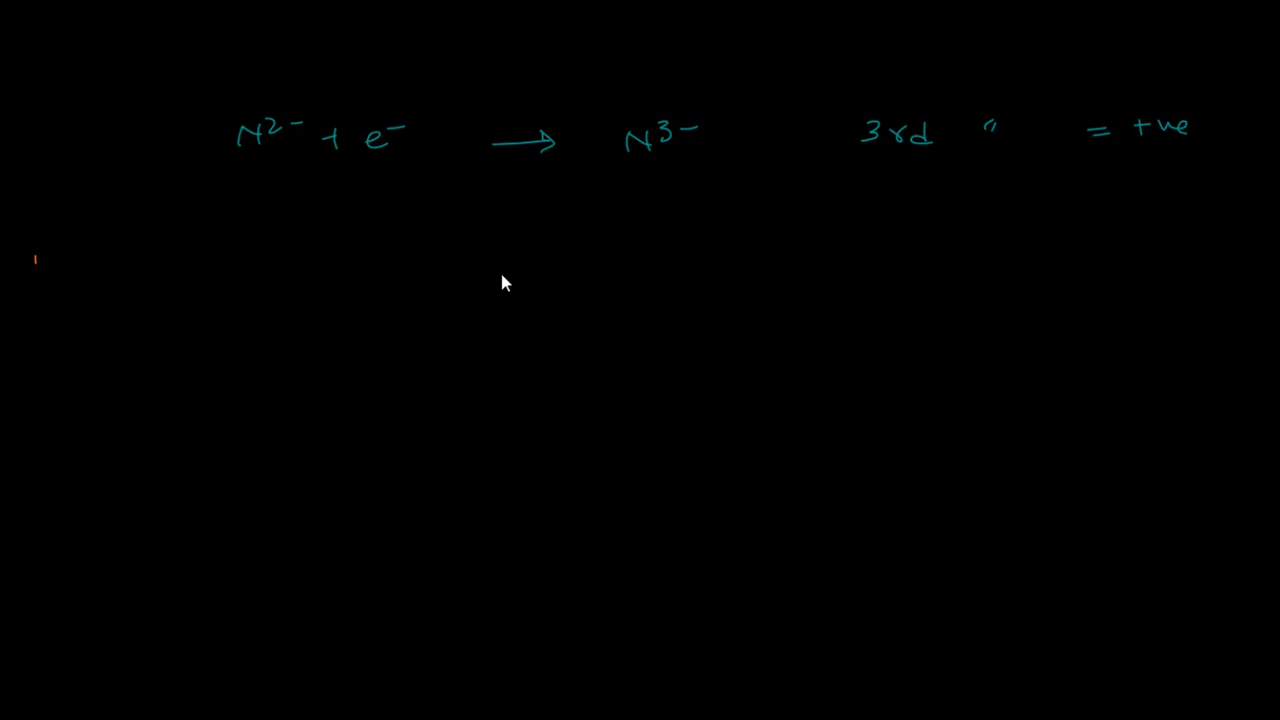 N²⁻ + e⁻ ⟶ N³⁻ 3rd " = +ve